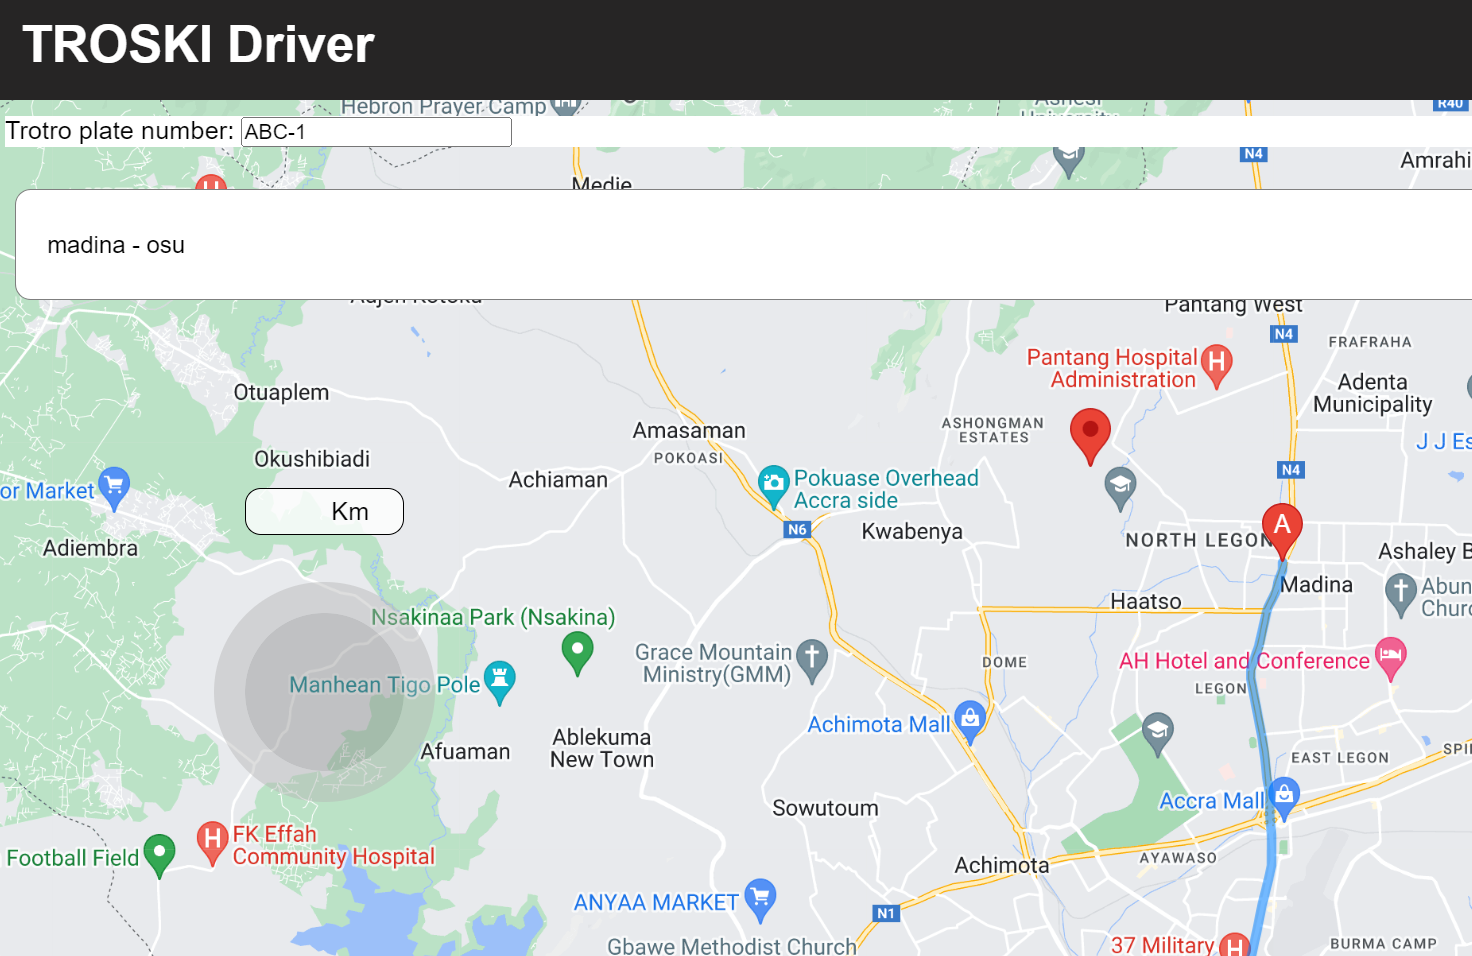 TROSKI Driver
Hebron Prayer Camp
R40
Trotro plate number: ABC-1
N4
Amrahi
Medie
madina - osu
Pantang West
N4
FRAFRAHA
Pantang Hospital
Administration
Adenta
Municipality
Otuaplem
ASHONGMAN
ESTATES
Amasaman
POKOASI
J J Es
Okushibiadi
N4
Achiaman
Pokuase Overhead
Accra side
or Market
Km
N6
Kwabenya
A
NORTH LEGON
Adiembra
Ashaley B
Madina
Abun
Churc
Haatso
Nsakinaa Park (Nsakina)
Grace Mountain
Ministry(GMM)
DOME
AH Hotel and Conference
LEGON
Manhean Tigo Pole
Achimota Mall
Afuaman
Ablekuma
New Town
SPI
EAST LEGON
Accra Mall
Sowutoum
FK Effah
Community Hospital
Football Field
Achimota
AYAWASO
ANYAA MARKET
N1
Gbawe Methodist Church
37 Military
BURMA CAMP